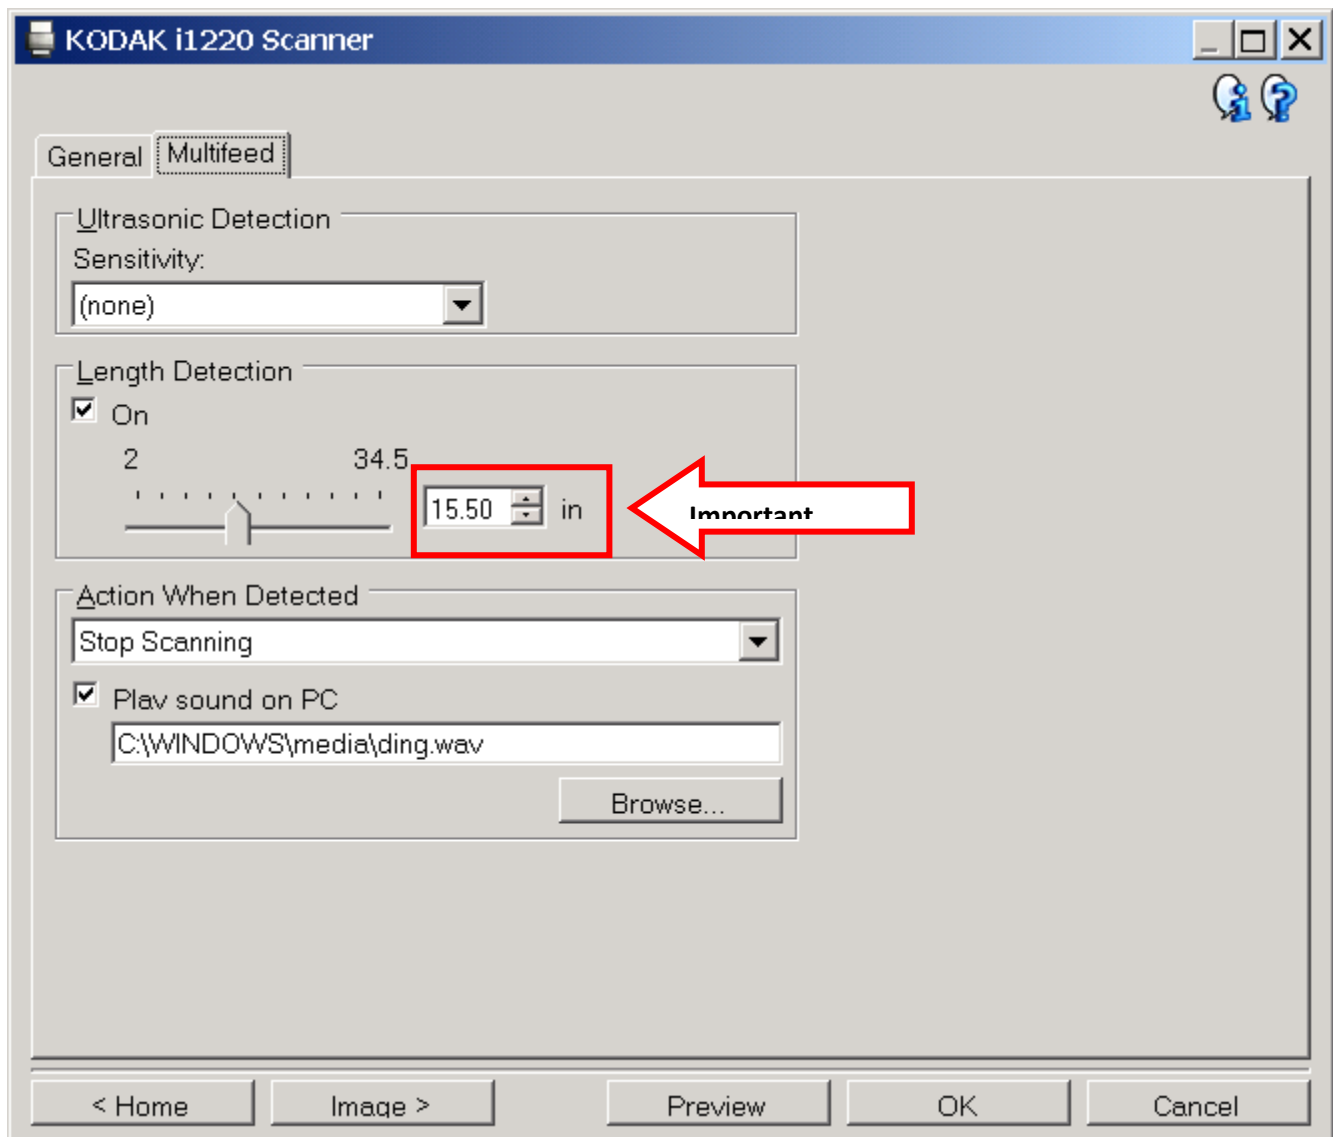 KODAK i1220 Scanner
General
Multifeed
Ultrasonic Detection
Sensitivity:
(none)
Length Detection
On
2 34.5
15.50 in
Important
Action When Detected
Stop Scanning
Play sound on PC
C:\WINDOWS\media\ding.wav
Browse...
< Home
Image >
Preview
OK
Cancel